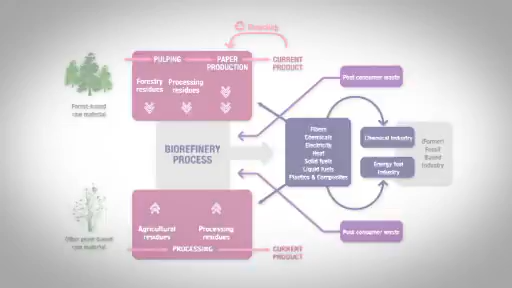 PULPING
PAPER
PRODUCTION
CURRENT
PRODUCT
Forestry
residues
Processing
residues
Post consumer waste
Forest-based
raw material
BIOREFINERY
PROCESS
Fibers
Chemicals
Electricity
Heat
Solid fuels
Liquid fuels
Plastics & Composites
Chemical Industry
Energy fuel
Industry
(Former)
Fossil
Based
Industry
Other plant-based
raw material
Agricultural
residues
Processing
residues
PROCESSING
CURRENT
PRODUCT
Post consumer waste